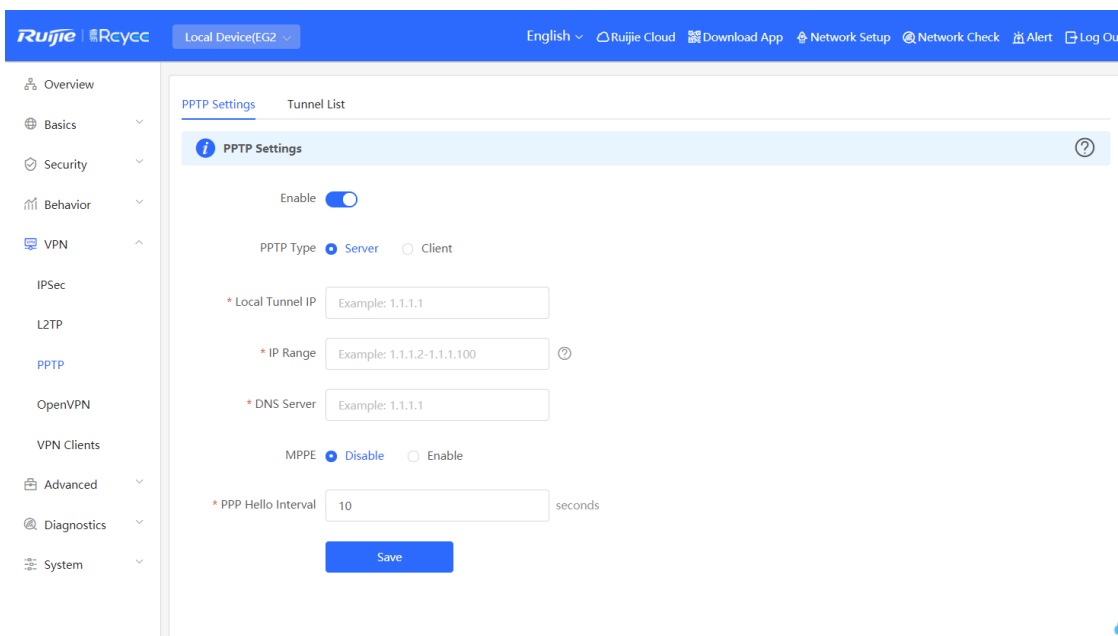 Ruijie | Reyee
Local Device(EG2
English
Ruijie Cloud
Download App
Network Setup
Network Check
Alert
Log Ou
Overview
Basics
Security
Behavior
VPN
IPSec
L2TP
PPTP
OpenVPN
VPN Clients
Advanced
Diagnostics
System
PPTP Settings
Tunnel List
PPTP Settings
Enable
PPTP Type Server Client
* Local Tunnel IP Example: 1.1.1.1
* IP Range Example: 1.1.1.2-1.1.1.100
* DNS Server Example: 1.1.1.1
MPPE Disable Enable
* PPP Hello Interval 10 seconds
Save